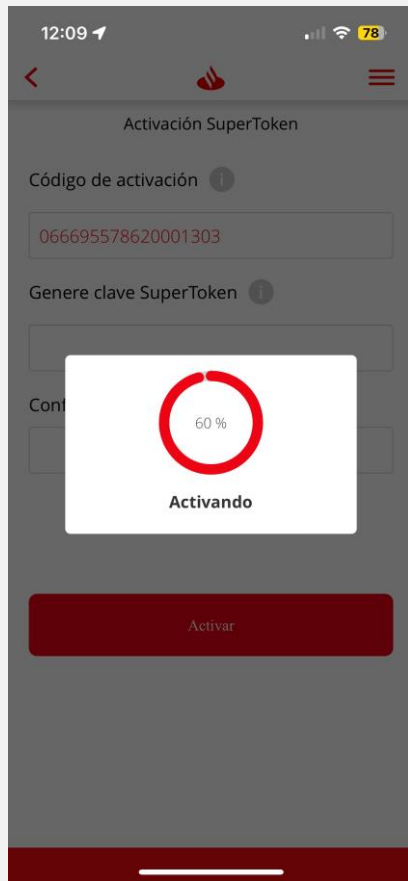 12:09
78
Activación SuperToken
Código de activación i
066695578620001303
Genere clave SuperToken i
Conf
60 %
Activando
Activar